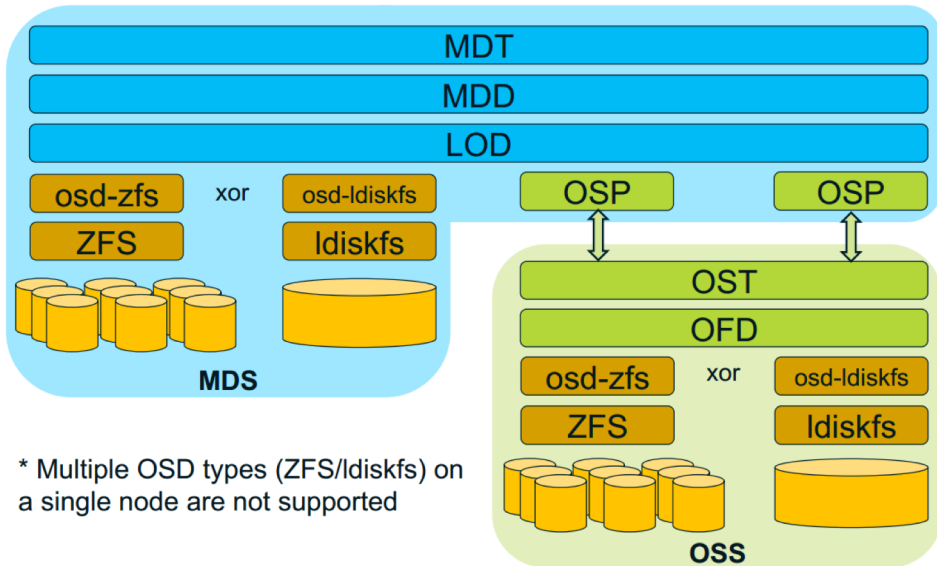 MDT
MDD
LOD
osd-zfs xor osd-ldiskfs OSP OSP
ZFS ldiskfs
OST
OFD
MDS
osd-zfs xor osd-ldiskfs
ZFS ldiskfs
* Multiple OSD types (ZFS/ldiskfs) on
a single node are not supported
OSS